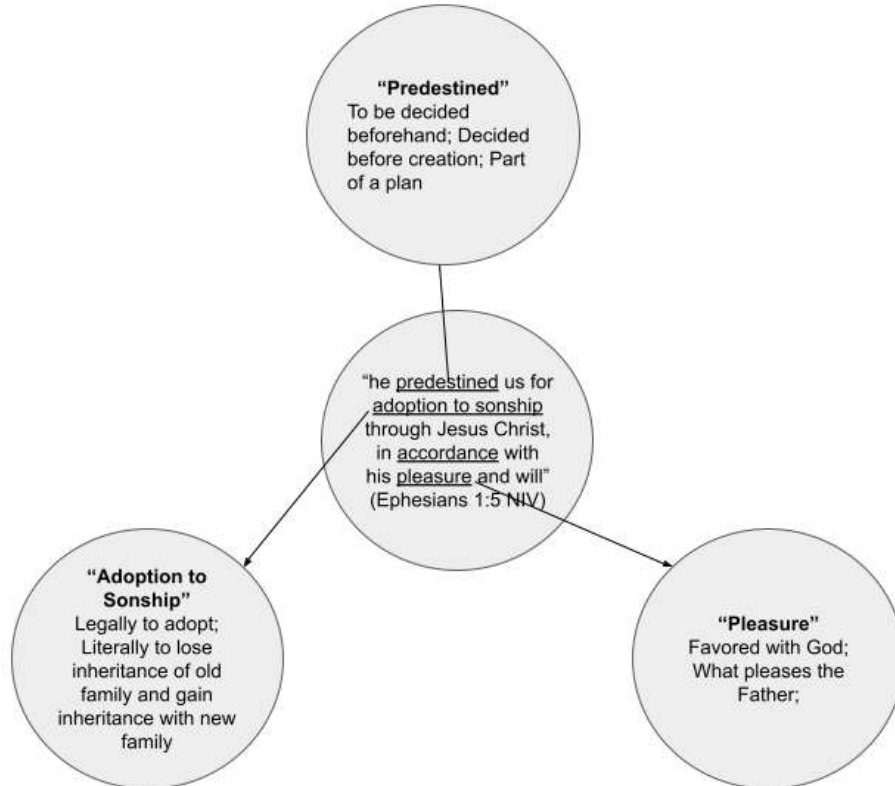 “Predestined”
To be decided
beforehand; Decided
before creation; Part
of a plan
“he predestined us for
adoption to sonship
through Jesus Christ,
in accordance with
his pleasure and will”
(Ephesians 1:5 NIV)
“Adoption to
Sonship”
Legally to adopt;
Literally to lose
inheritance of old
family and gain
inheritance with new
family
“Pleasure”
Favored with God;
What pleases the
Father;